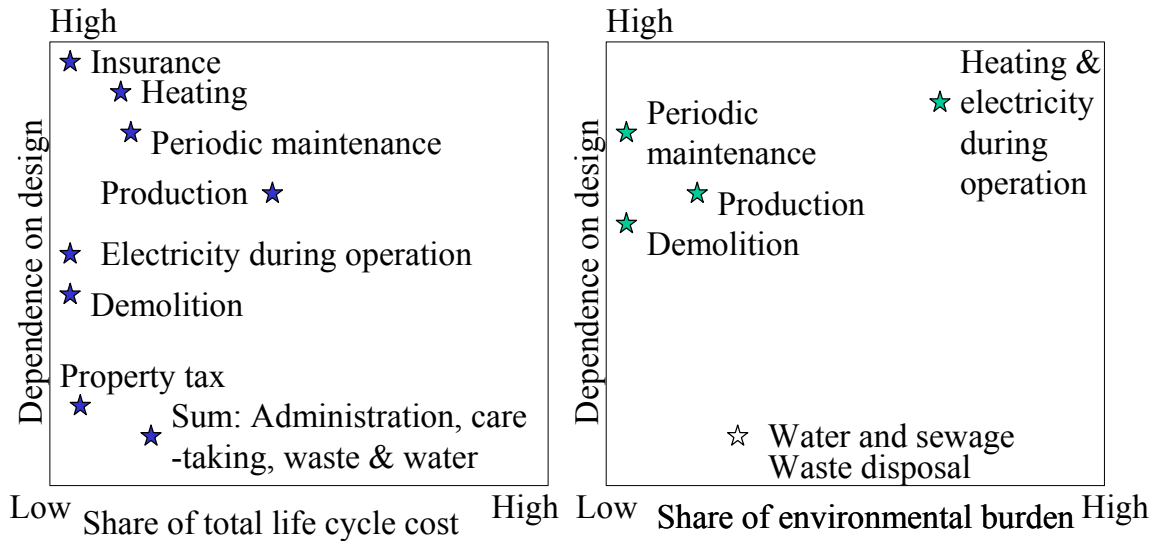 High
Insurance
Heating
Periodic maintenance
Production
Electricity during operation
Demolition
Property tax
Sum: Administration, care
-taking, waste & water
Dependence on design
Low
Share of total life cycle cost
High
High
Heating &
electricity
during
operation
Periodic
maintenance
Production
Demolition
Water and sewage
Waste disposal
Dependence on design
Low
Share of environmental burden
High